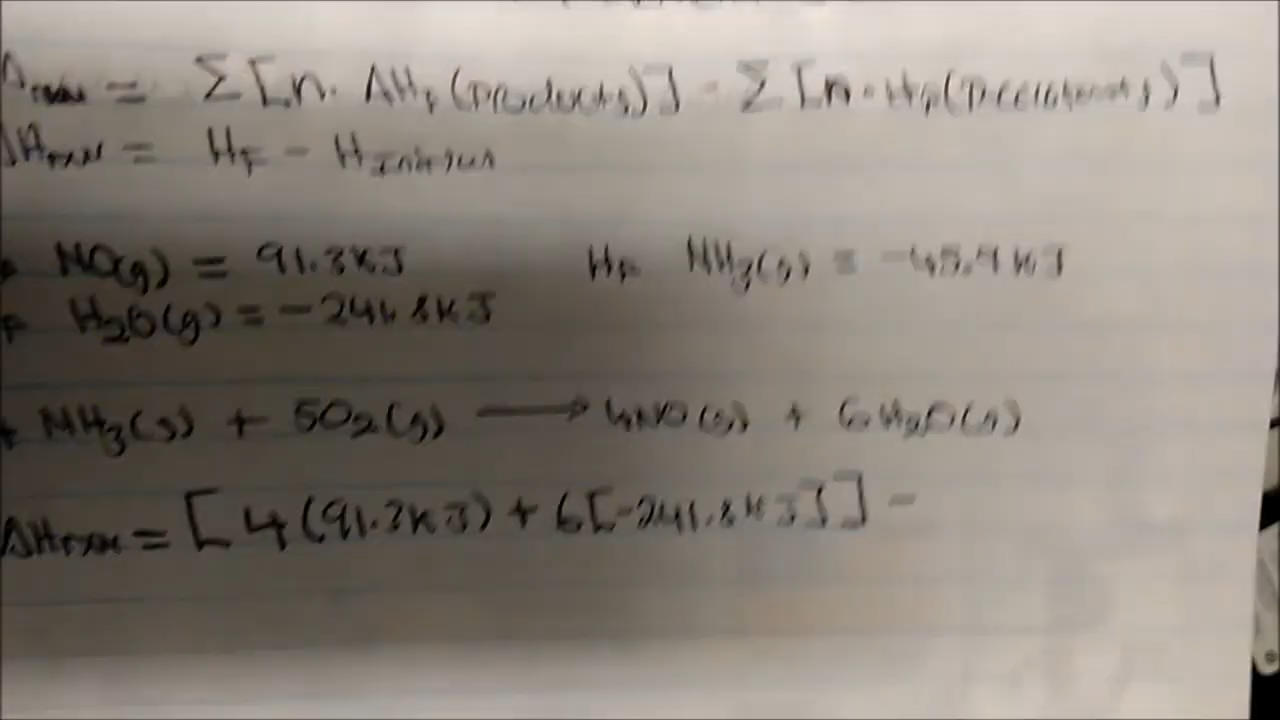 = Σ [n. ΔHf (Products)] - Σ [n. Hf (Reactants)]
ΔHrxn = HF - HInitial
NO(g) = 91.3KJ Hf NH3(g) = -45.9KJ
H2O(g) = -241.8KJ
NH3(g) + 5O2(g) ⟶ 4NO(g) + 6H2O(g)
ΔHrxn = [4(91.3KJ) + 6[-241.8KJ]] -